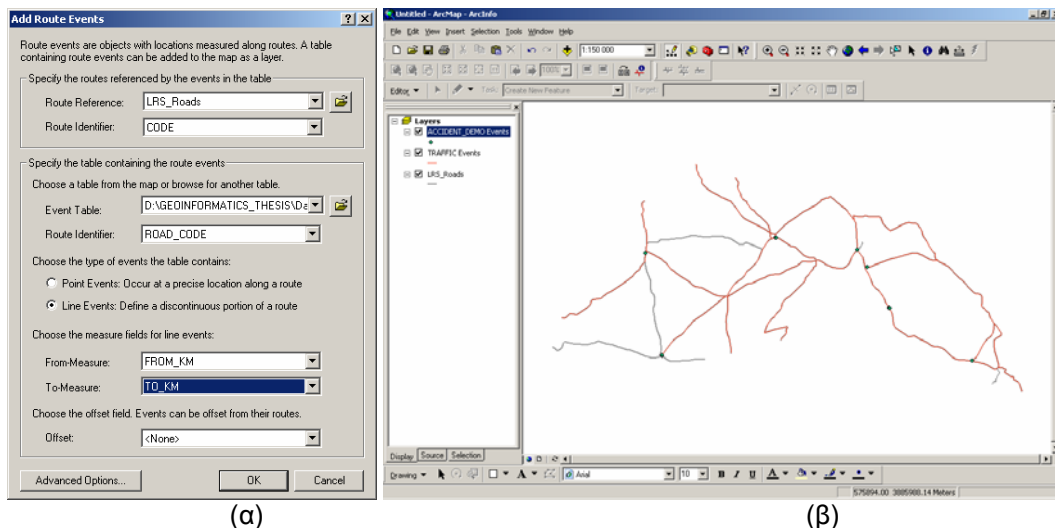 Add Route Events
Route events are objects with locations measured along routes. A table
containing route events can be added to the map as a layer.
Specify the routes referenced by the events in the table
Route Reference: LRS_Roads
Route Identifier: CODE
Specify the table containing the route events
Choose a table from the map or browse for another table.
Event Table: D:\GEOINFORMATICS_THESIS\Da
Route Identifier: ROAD_CODE
Choose the type of events the table contains:
Point Events: Occur at a precise location along a route
Line Events: Define a discontinuous portion of a route
Choose the measure fields for line events:
From-Measure: FROM_KM
To-Measure: TO_KM
Choose the offset field. Events can be offset from their routes.
Offset: <None>
Advanced Options... OK Cancel
(α)
Untitled - ArcMap - ArcInfo
File Edit View Insert Selection Tools Window Help
1:150 000
100%
Editor Task: Create New Feature Target:
Layers
ACCIDENT_DEMO Events
TRAFFIC Events
LRS_Roads
Display Source Selection
Drawing A Arial 10 B I U A
575894.00 3885988.14 Meters
(β)